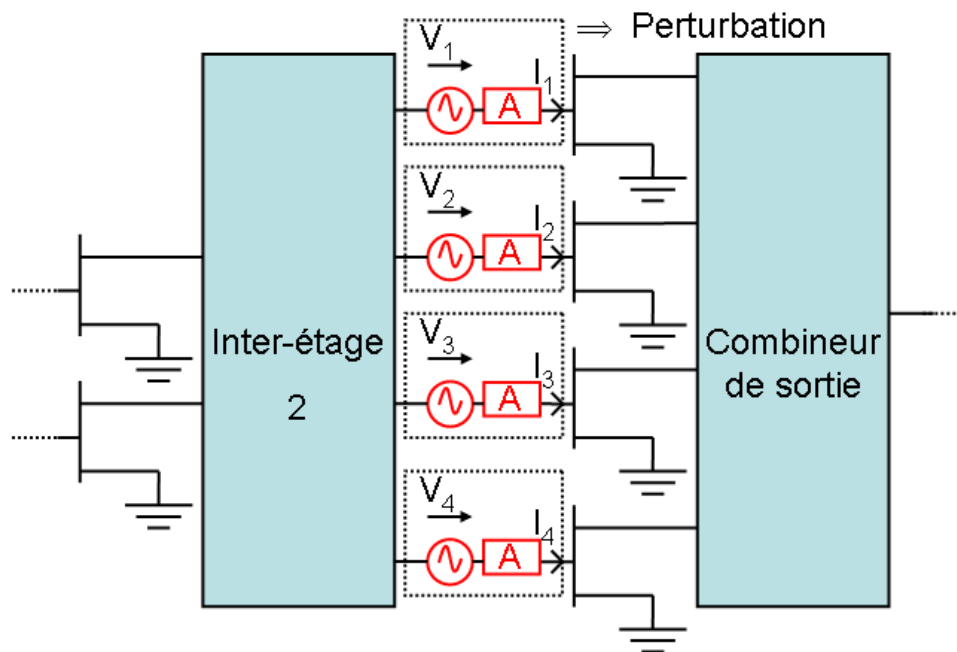 ⇒ Perturbation
V1
I1
A
V2
I2
A
V3
I3
A
V4
I4
A
Inter-étage
2
Combineur
de sortie